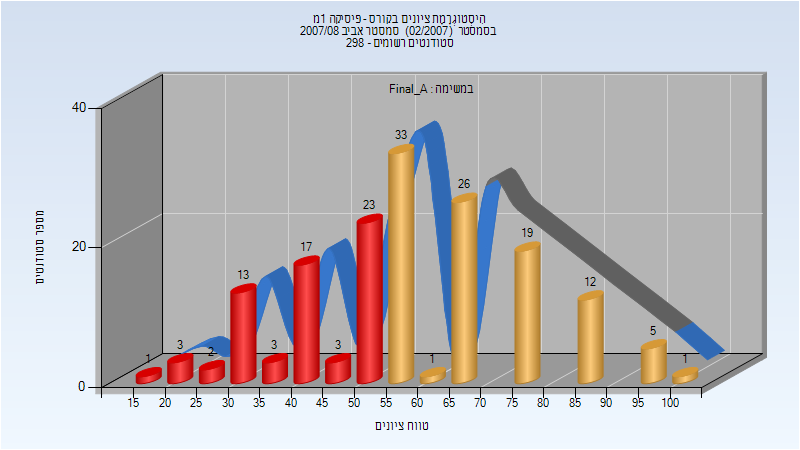 היסטוגרמת ציונים בקורס - פיסיקה 1מ
בסמסטר (02/2007) סמסטר אביב 2007/08
סטודנטים רשומים - 298
במשימה : Final_A
מספר סטודנטים
40
20
0
1
3
2
13
3
17
3
23
33
1
26
19
12
5
1
15 20 25 30 35 40 45 50 55 60 65 70 75 80 85 90 95 100
טווח ציונים